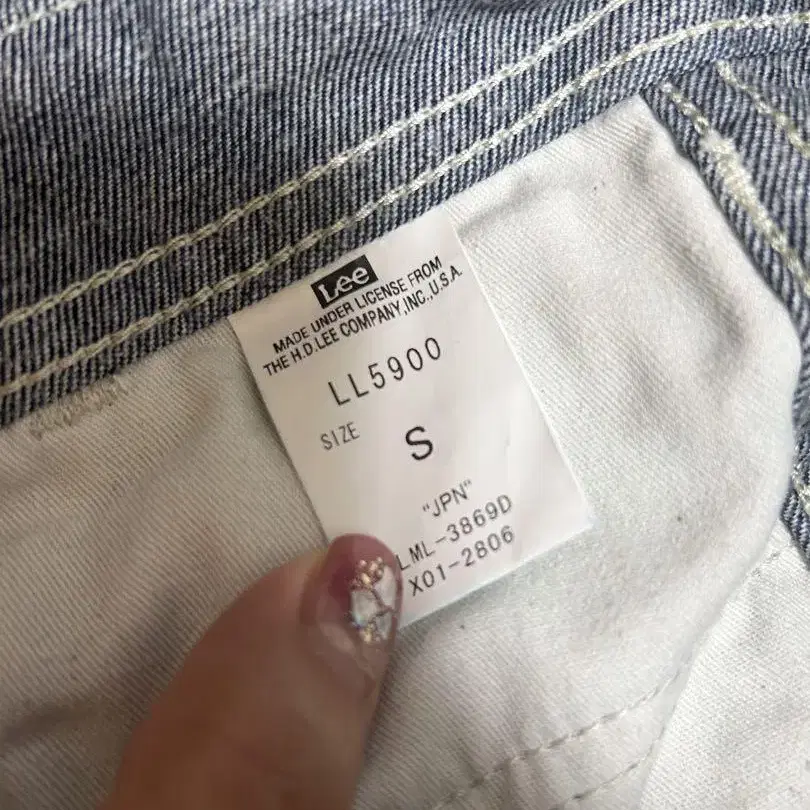 Lee
MADE UNDER LICENSE FROM
THE H.D.LEE COMPANY,INC.,U.S.A.
LL5900
SIZE S
"JPN"
LML-3869D
X01-2806